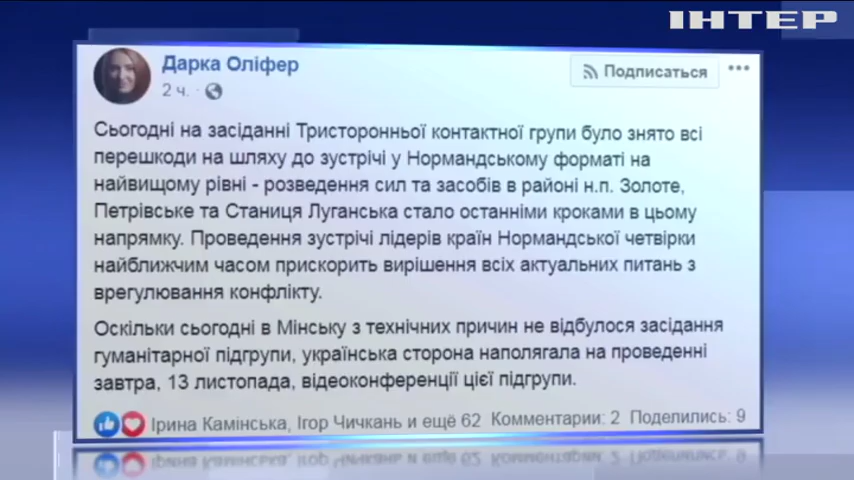 ІНТЕР
Дарка Оліфер
2 ч. ·
Подписаться
Сьогодні на засіданні Тристоронньої контактної групи було знято всі
перешкоди на шляху до зустрічі у Нормандському форматі на
найвищому рівні - розведення сил та засобів в районі н.п. Золоте,
Петрівське та Станиця Луганська стало останніми кроками в цьому
напрямку. Проведення зустрічі лідерів країн Нормандської четвірки
найближчим часом прискорить вирішення всіх актуальних питань з
врегулювання конфлікту.
Оскільки сьогодні в Мінську з технічних причин не відбулося засідання
гуманітарної підгрупи, українська сторона наполягала на проведенні
завтра, 13 листопада, відеоконференції цієї підгрупи.
Ірина Камінська, Ігор Чичкань и ещё 62 Комментарии: 2 Поделились: 9